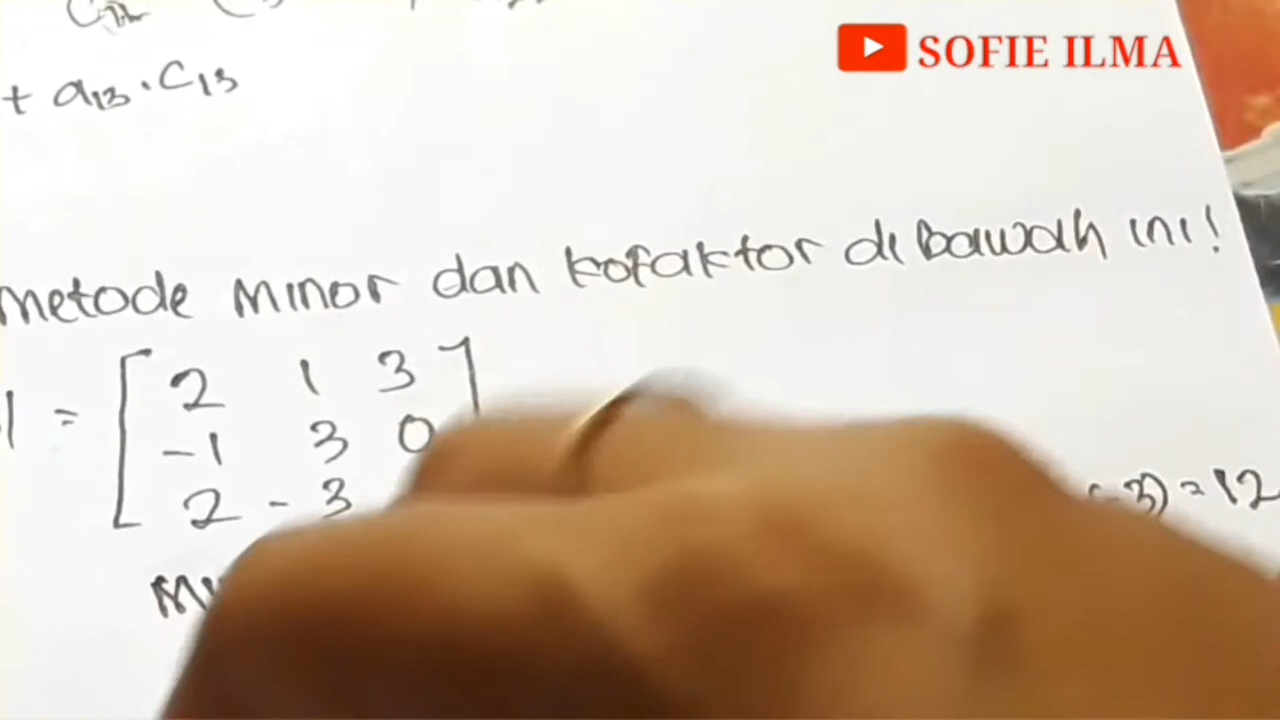 SOFIE ILMA
+ a13 . C13
metode minor dan kofaktor di bawah ini!
= [ 2 1 3 ]
-1 3 0
2 - 3
3) = 12